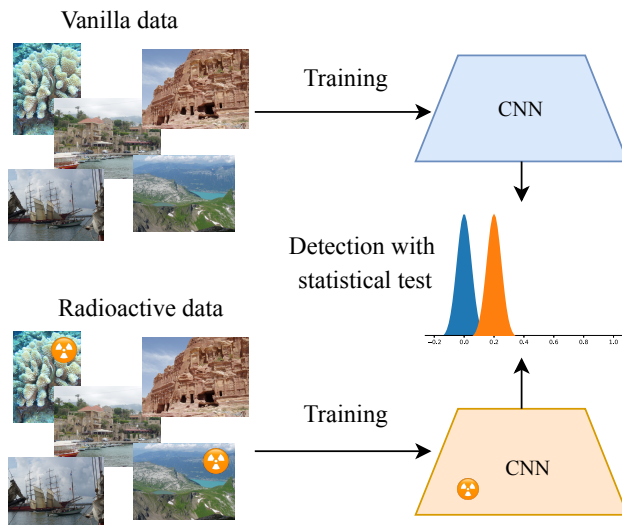 Vanilla data
Training
CNN
Detection with
statistical test
−0.2 0.0 0.2 0.4 0.6 0.8 1.0
Radioactive data
Training
CNN